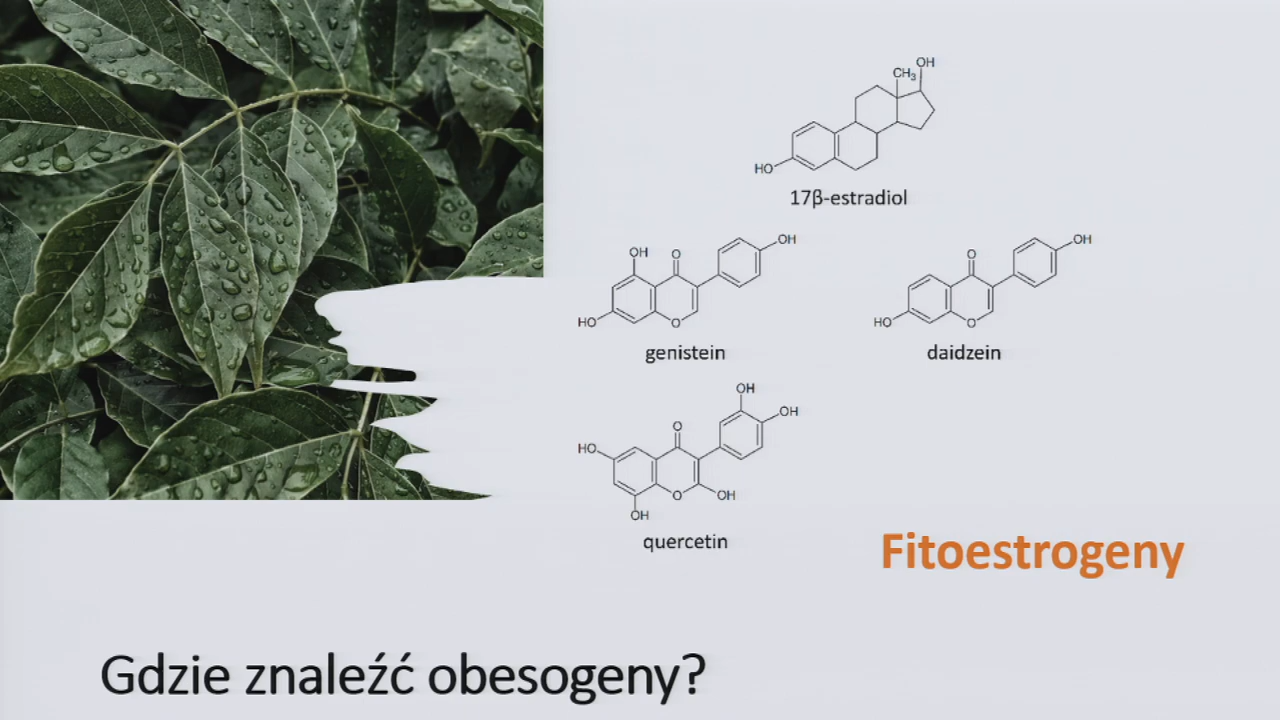 CH3
OH
HO
17β-estradiol
OH
O
OH
HO
O
genistein
O
OH
HO
O
daidzein
OH
OH
O
HO
O
OH
OH
quercetin
Fitoestrogeny
Gdzie znaleźć obesogeny?